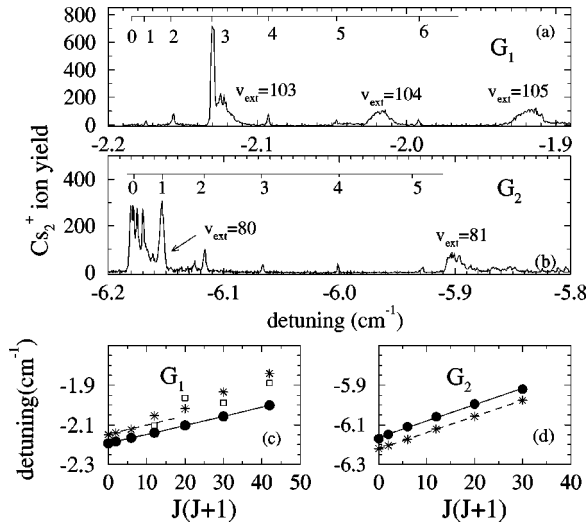 800
600
400
200
0
0 1 2 3 4 5 6
(a)
G1
vext=103
vext=104
vext=105
-2.2 -2.1 -2.0 -1.9
Cs2+ ion yield
400
200
0
0 1 2 3 4 5
G2
vext=80
vext=81
(b)
-6.2 -6.1 -6.0 -5.9 -5.8
detuning (cm-1)
detuning(cm-1)
-1.9
-2.1
-2.3
G1
(c)
0 10 20 30 40
J(J+1)
-5.9
-6.1
-6.3
G2
(d)
0 10 20 30 40
J(J+1)